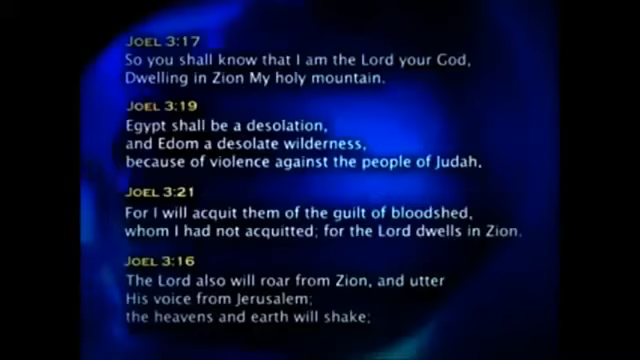 JOEL 3:17
So you shall know that I am the Lord your God,
Dwelling in Zion My holy mountain.
JOEL 3:19
Egypt shall be a desolation,
and Edom a desolate wilderness,
because of violence against the people of Judah,
JOEL 3:21
For I will acquit them of the guilt of bloodshed,
whom I had not acquitted; for the Lord dwells in Zion.
JOEL 3:16
The Lord also will roar from Zion, and utter
His voice from Jerusalem;
the heavens and earth will shake;